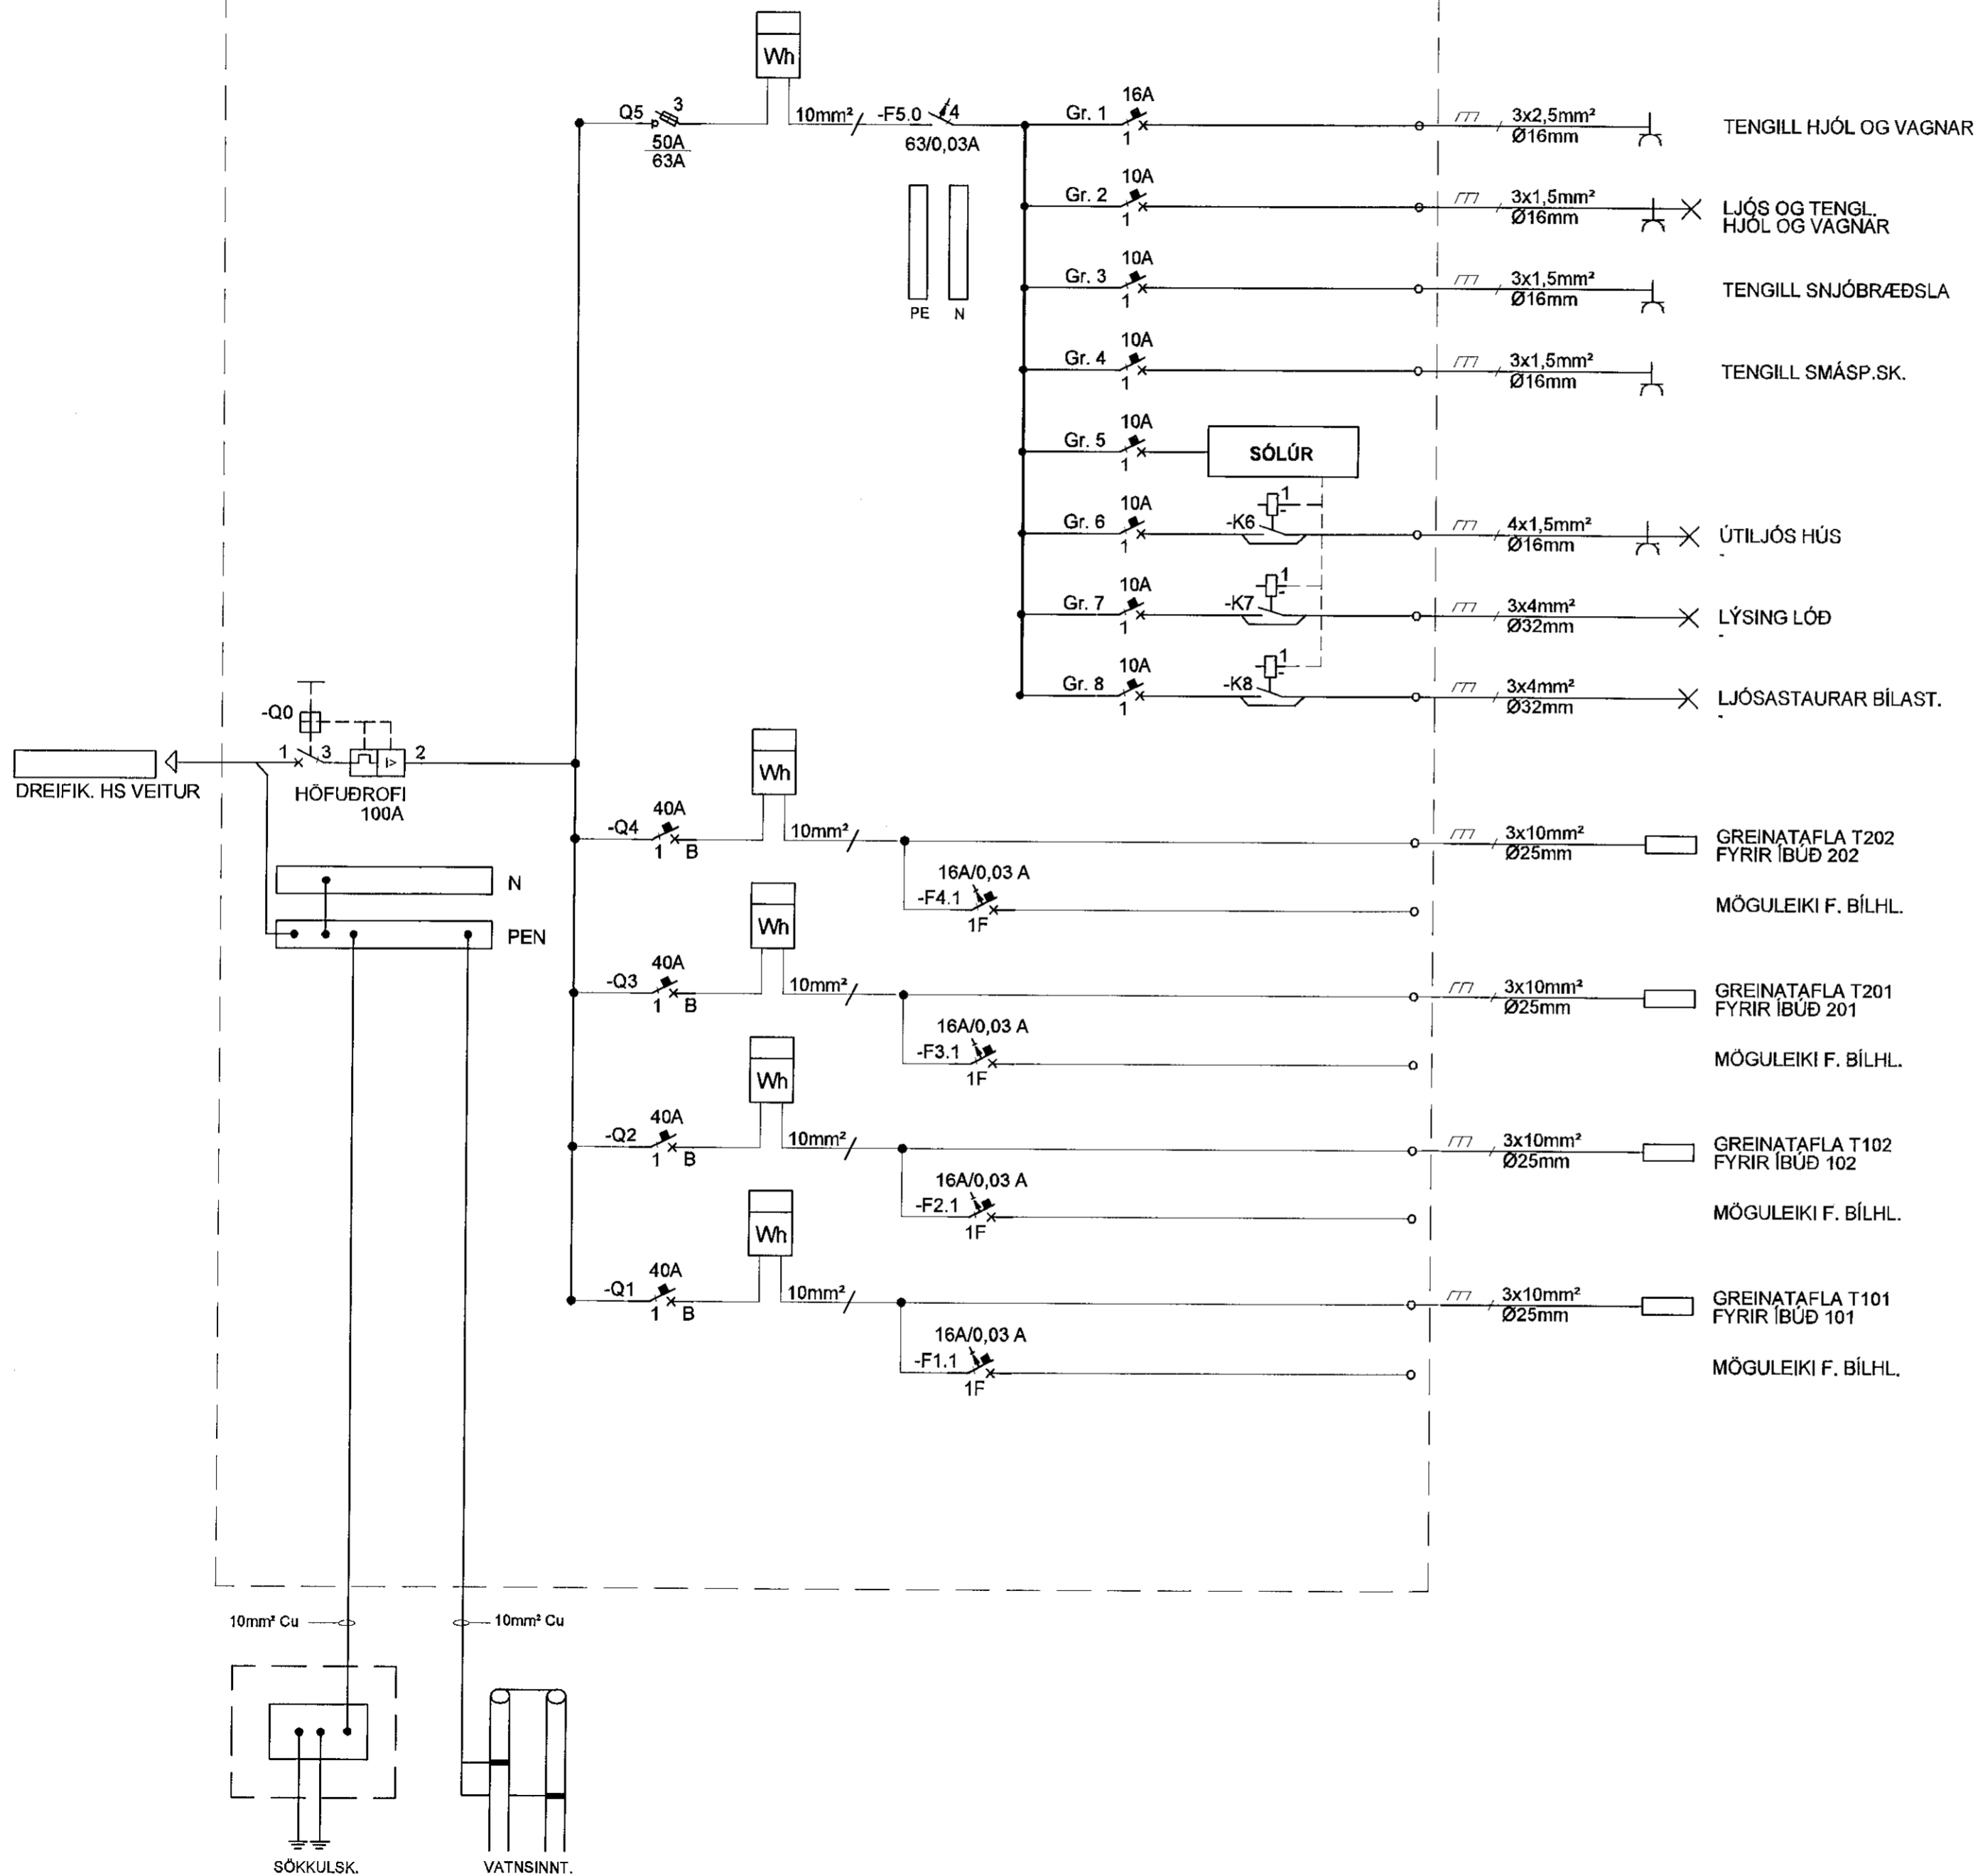 Wh
Q5
3
50A
63A
10mm²
-F5.0
4
63/0,03A
PE
N
Gr. 1
16A
1
3x2,5mm²
Ø16mm
TENGILL HJÓL OG VAGNAR
Gr. 2
10A
1
3x1,5mm²
Ø16mm
LJÓS OG TENGL.
HJÓL OG VAGNAR
Gr. 3
10A
1
3x1,5mm²
Ø16mm
TENGILL SNJÓBRÆÐSLA
Gr. 4
10A
1
3x1,5mm²
Ø16mm
TENGILL SMÁSP.SK.
Gr. 5
10A
1
SÓLÚR
Gr. 6
10A
1
-K6
1
4x1,5mm²
Ø16mm
ÚTILJÓS HÚS
-
Gr. 7
10A
1
-K7
1
3x4mm²
Ø32mm
LÝSING LÓÐ
-
Gr. 8
10A
1
-K8
1
3x4mm²
Ø32mm
LJÓSASTAURAR BÍLAST.
-
-Q0
1
3
I>
2
DREIFIK. HS VEITUR
HÖFUÐROFI
100A
N
PEN
-Q4
40A
1
B
Wh
10mm²
3x10mm²
Ø25mm
GREINATAFLA T202
FYRIR ÍBÚÐ 202
16A/0,03 A
-F4.1
1F
MÖGULEIKI F. BÍLHL.
-Q3
40A
1
B
Wh
10mm²
3x10mm²
Ø25mm
GREINATAFLA T201
FYRIR ÍBÚÐ 201
16A/0,03 A
-F3.1
1F
MÖGULEIKI F. BÍLHL.
-Q2
40A
1
B
Wh
10mm²
3x10mm²
Ø25mm
GREINATAFLA T102
FYRIR ÍBÚÐ 102
16A/0,03 A
-F2.1
1F
MÖGULEIKI F. BÍLHL.
-Q1
40A
1
B
Wh
10mm²
3x10mm²
Ø25mm
GREINATAFLA T101
FYRIR ÍBÚÐ 101
16A/0,03 A
-F1.1
1F
MÖGULEIKI F. BÍLHL.
10mm² Cu
10mm² Cu
SÖKKULSK.
VATNSINNT.